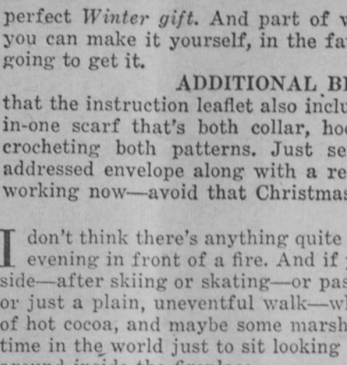 perfect Winter gift. And part of
you can make it yourself, in the fa
going to get it.
ADDITIONAL
that the instruction leaflet also inclu
in-one scarf that's both collar, hoo
crocheting both patterns. Just se
addressed envelope along with a re
working now—avoid that Christmas
I don't think there's anything quite
evening in front of a fire. And if
side—after skiing or skating—or pas
or just a plain, uneventful walk—w
of hot cocoa, and maybe some marsh
time in the world just to sit looking